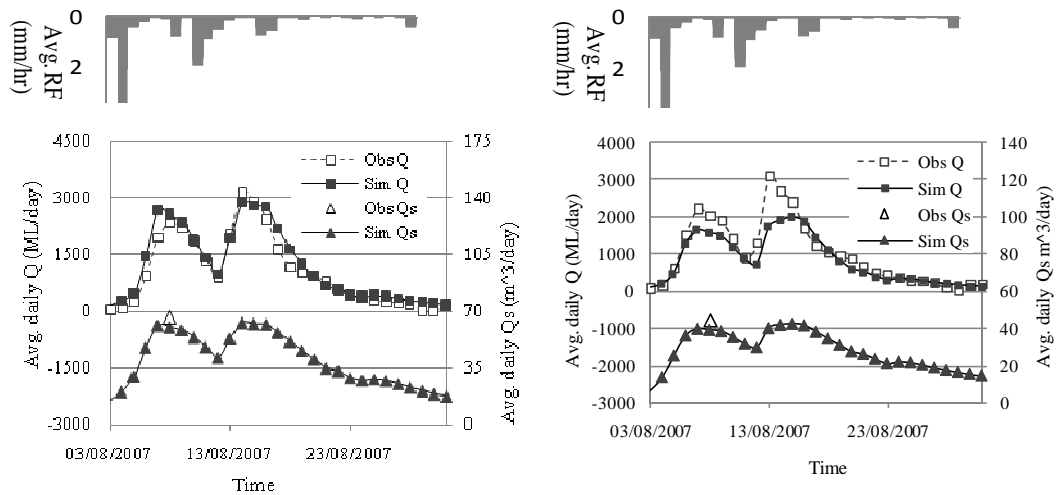 0
2
Avg. RF
(mm/hr)
4500
3000
1500
0
-1500
-3000
Avg. daily Q (ML/day)
175
140
105
70
35
0
Avg. daily Qs (m^3/day)
Obs Q
Sim Q
Obs Qs
Sim Qs
03/08/2007
13/08/2007
23/08/2007
Time
0
2
Avg. RF
(mm/hr)
4000
3000
2000
1000
0
-1000
-2000
-3000
Avg. daily Q (ML/day)
140
120
100
80
60
40
20
0
Avg. daily Qs m^3/day)
Obs Q
Sim Q
Obs Qs
Sim Qs
03/08/2007
13/08/2007
23/08/2007
Time